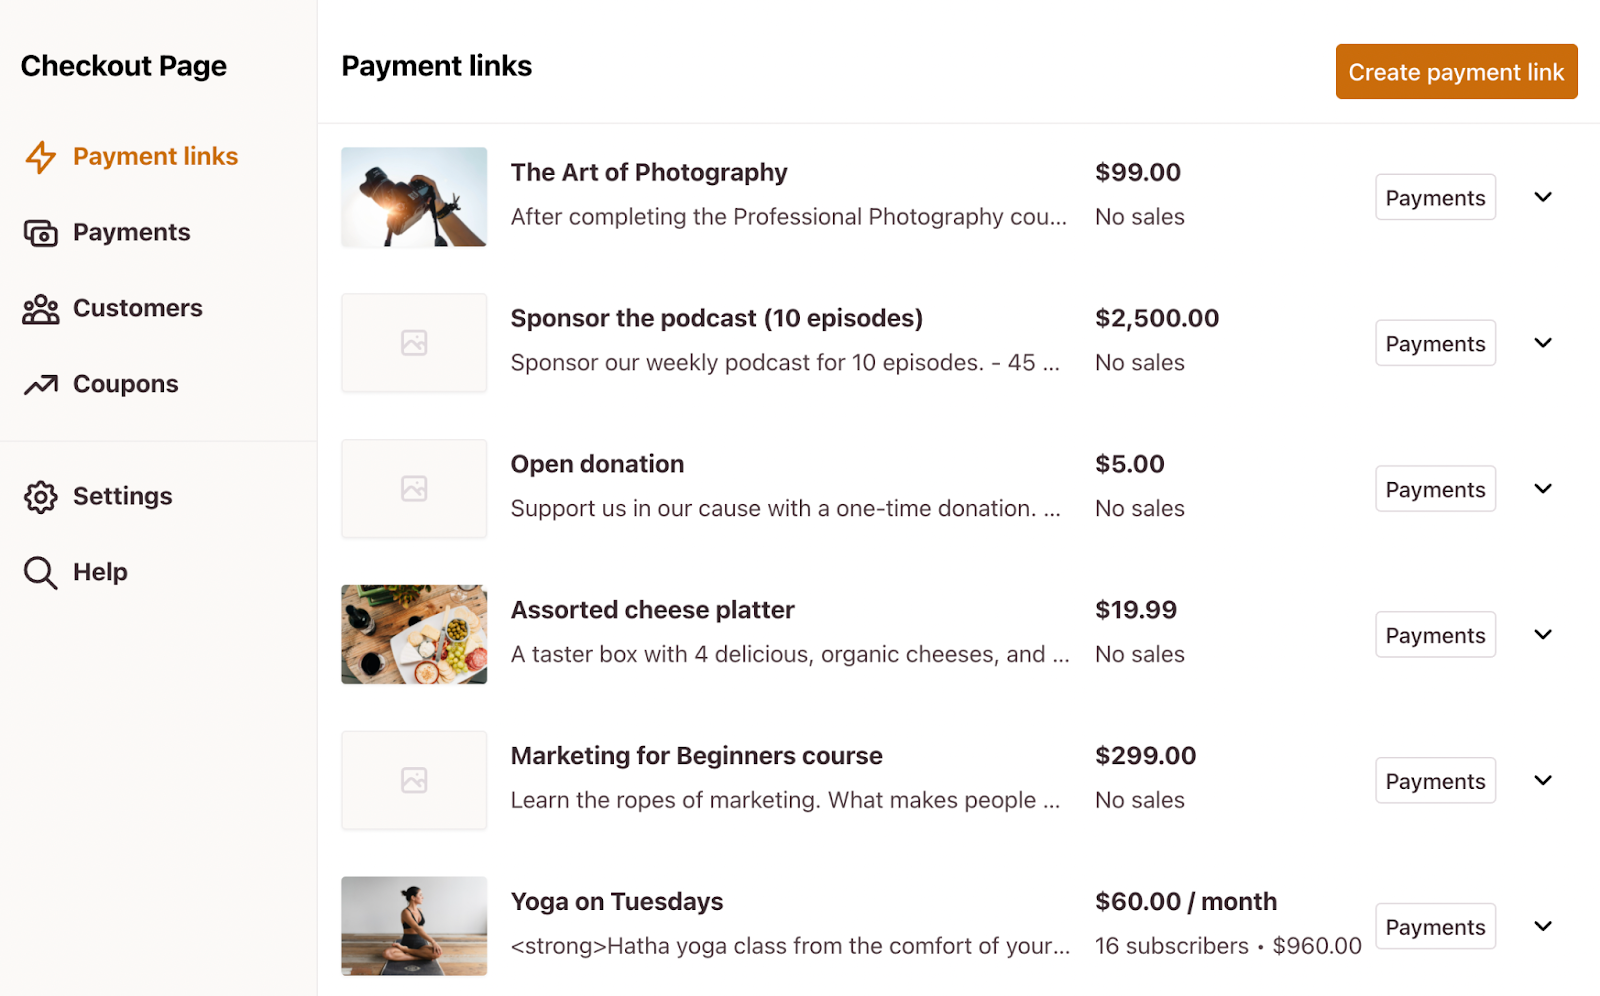 Checkout Page
Payment links
Payments
Customers
Coupons
Settings
Help
Payment links
Create payment link
The Art of Photography
After completing the Professional Photography cou...
$99.00
No sales
Payments
Sponsor the podcast (10 episodes)
Sponsor our weekly podcast for 10 episodes. - 45 ...
$2,500.00
No sales
Payments
Open donation
Support us in our cause with a one-time donation. ...
$5.00
No sales
Payments
Assorted cheese platter
A taster box with 4 delicious, organic cheeses, and ...
$19.99
No sales
Payments
Marketing for Beginners course
Learn the ropes of marketing. What makes people ...
$299.00
No sales
Payments
Yoga on Tuesdays
<strong>Hatha yoga class from the comfort of your...
$60.00 / month
16 subscribers • $960.00
Payments